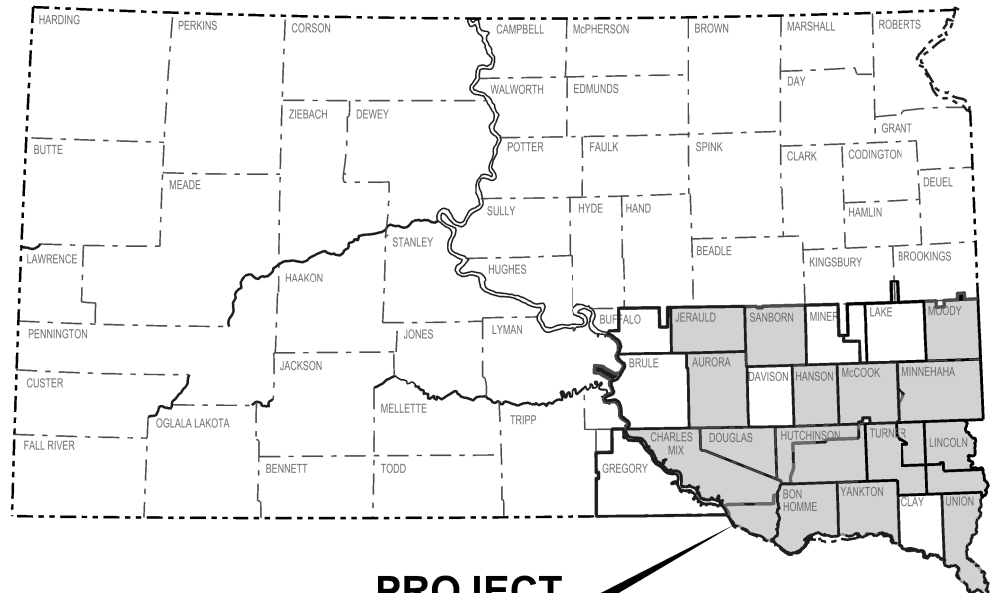 HARDING
PERKINS
CORSON
CAMPBELL
McPHERSON
BROWN
MARSHALL
ROBERTS
WALWORTH
EDMUNDS
DAY
ZIEBACH
DEWEY
GRANT
BUTTE
POTTER
FAULK
SPINK
CLARK
CODINGTON
MEADE
DEUEL
SULLY
HYDE
HAND
HAMLIN
STANLEY
BEADLE
LAWRENCE
HUGHES
KINGSBURY
BROOKINGS
HAAKON
PENNINGTON
JONES
LYMAN
BUFFALO
JERAULD
SANBORN
MINER
LAKE
MOODY
JACKSON
BRULE
AURORA
DAVISON
HANSON
McCOOK
MINNEHAHA
CUSTER
MELLETTE
TRIPP
OGLALA LAKOTA
FALL RIVER
CHARLES
MIX
DOUGLAS
HUTCHINSON
TURNER
LINCOLN
BENNETT
TODD
GREGORY
BON
HOMME
YANKTON
CLAY
UNION
PROJECT